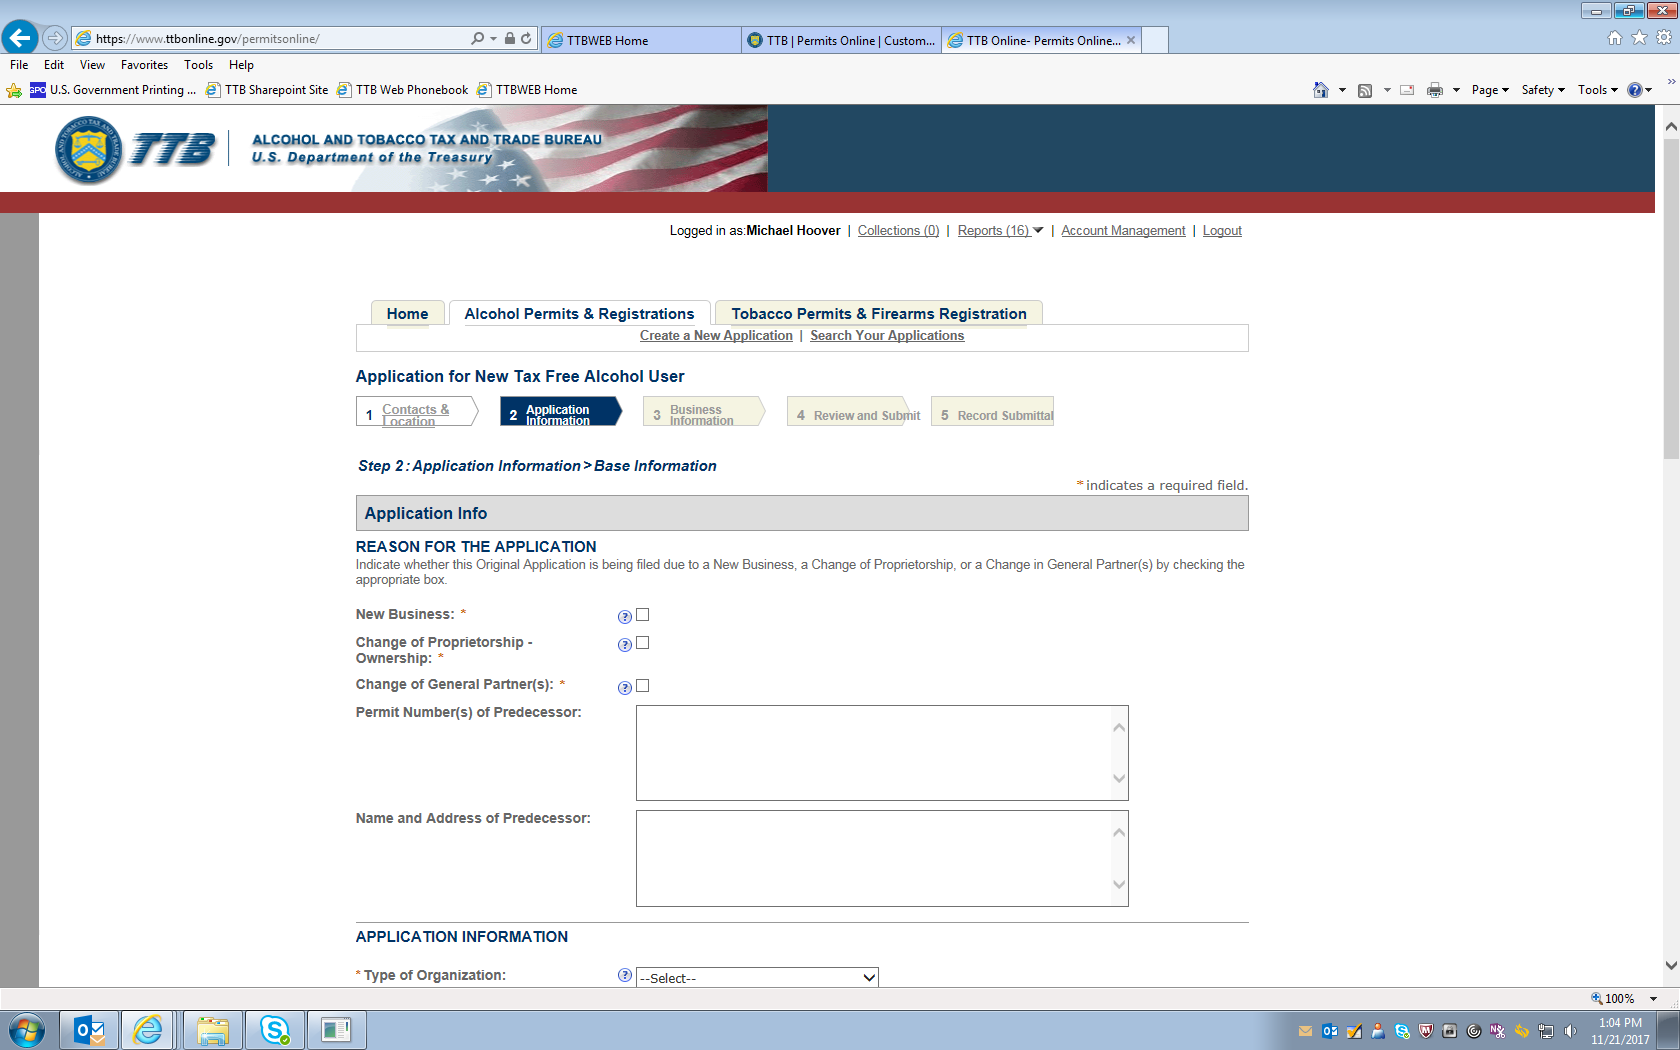 https://www.ttbonline.gov/permitsonline/
TTBWEB Home
TTB | Permits Online | Custom...
TTB Online- Permits Online...
File Edit View Favorites Tools Help
GPO U.S. Government Printing ... TTB Sharepoint Site TTB Web Phonebook TTBWEB Home
Page Safety Tools
TTB
ALCOHOL AND TOBACCO TAX AND TRADE BUREAU
U.S. Department of the Treasury
Logged in as:Michael Hoover | Collections (0) | Reports (16) | Account Management | Logout
Home Alcohol Permits & Registrations Tobacco Permits & Firearms Registration
Create a New Application | Search Your Applications
Application for New Tax Free Alcohol User
1 Contacts & Location
2 Application Information
3 Business Information
4 Review and Submit
5 Record Submittal
Step 2: Application Information > Base Information
* indicates a required field.
Application Info
REASON FOR THE APPLICATION
Indicate whether this Original Application is being filed due to a New Business, a Change of Proprietorship, or a Change in General Partner(s) by checking the
appropriate box.
New Business: *
Change of Proprietorship -
Ownership: *
Change of General Partner(s): *
Permit Number(s) of Predecessor:
Name and Address of Predecessor:
APPLICATION INFORMATION
* Type of Organization: --Select--
100%
1:04 PM
11/21/2017